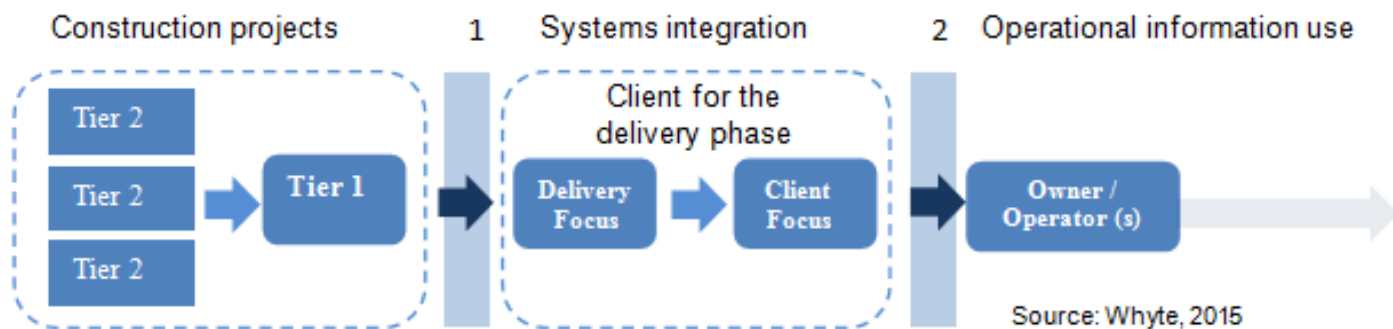 Construction projects
1
Systems integration
2
Operational information use
Tier 2
Tier 2
Tier 2
Tier 1
Client for the
delivery phase
Delivery
Focus
Client
Focus
Owner /
Operator (s)
Source: Whyte, 2015